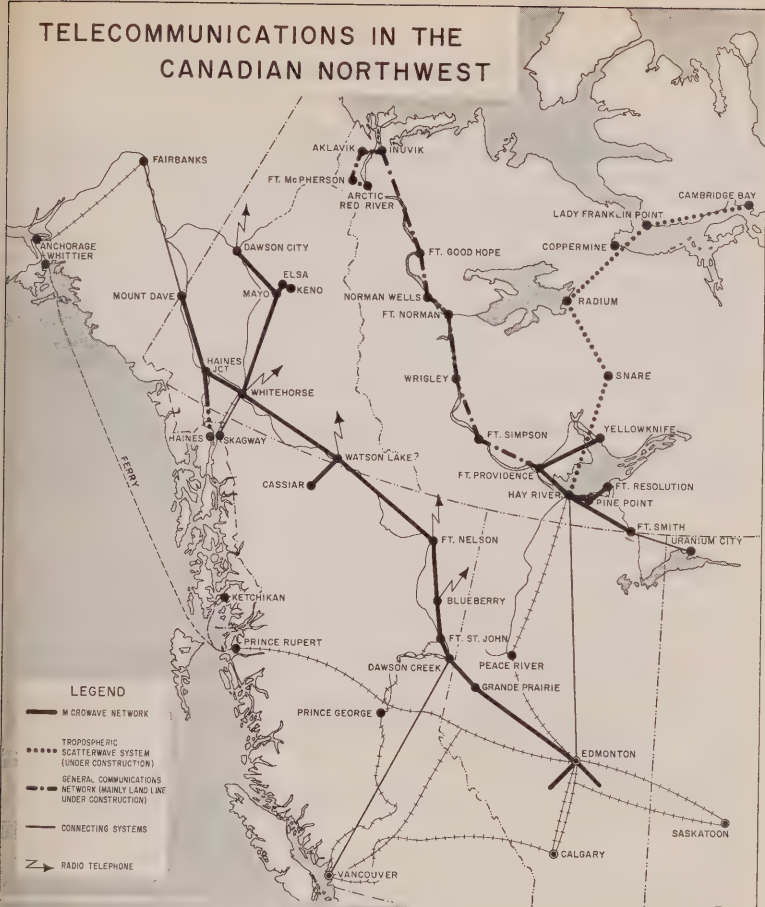 TELECOMMUNICATIONS IN THE
CANADIAN NORTHWEST
FAIRBANKS
AKLAVIK
INUVIK
FT. McPHERSON
ARCTIC
RED RIVER
CAMBRIDGE BAY
LADY FRANKLIN POINT
ANCHORAGE
WHITTIER
DAWSON CITY
COPPERMINE
FT. GOOD HOPE
ELSA
KENO
MAYO
MOUNT DAVE
NORMAN WELLS
RADIUM
FT. NORMAN
HAINES
JCT
WRIGLEY
SNARE
WHITEHORSE
HAINES
SKAGWAY
FT. SIMPSON
YELLOWKNIFE
FERRY
WATSON LAKE?
FT. PROVIDENCE
CASSIAR
HAY RIVER
FT. RESOLUTION
PINE POINT
FT. SMITH
FT. NELSON
URANIUM CITY
KETCHIKAN
BLUEBERRY
FT. ST. JOHN
PRINCE RUPERT
DAWSON CREEK
PEACE RIVER
GRANDE PRAIRIE
PRINCE GEORGE
EDMONTON
SASKATOON
CALGARY
VANCOUVER
LEGEND
MICROWAVE NETWORK
TROPOSPHERIC
SCATTERWAVE SYSTEM
(UNDER CONSTRUCTION)
GENERAL COMMUNICATIONS
NETWORK (MAINLY LAND LINE
UNDER CONSTRUCTION)
CONNECTING SYSTEMS
RADIO TELEPHONE